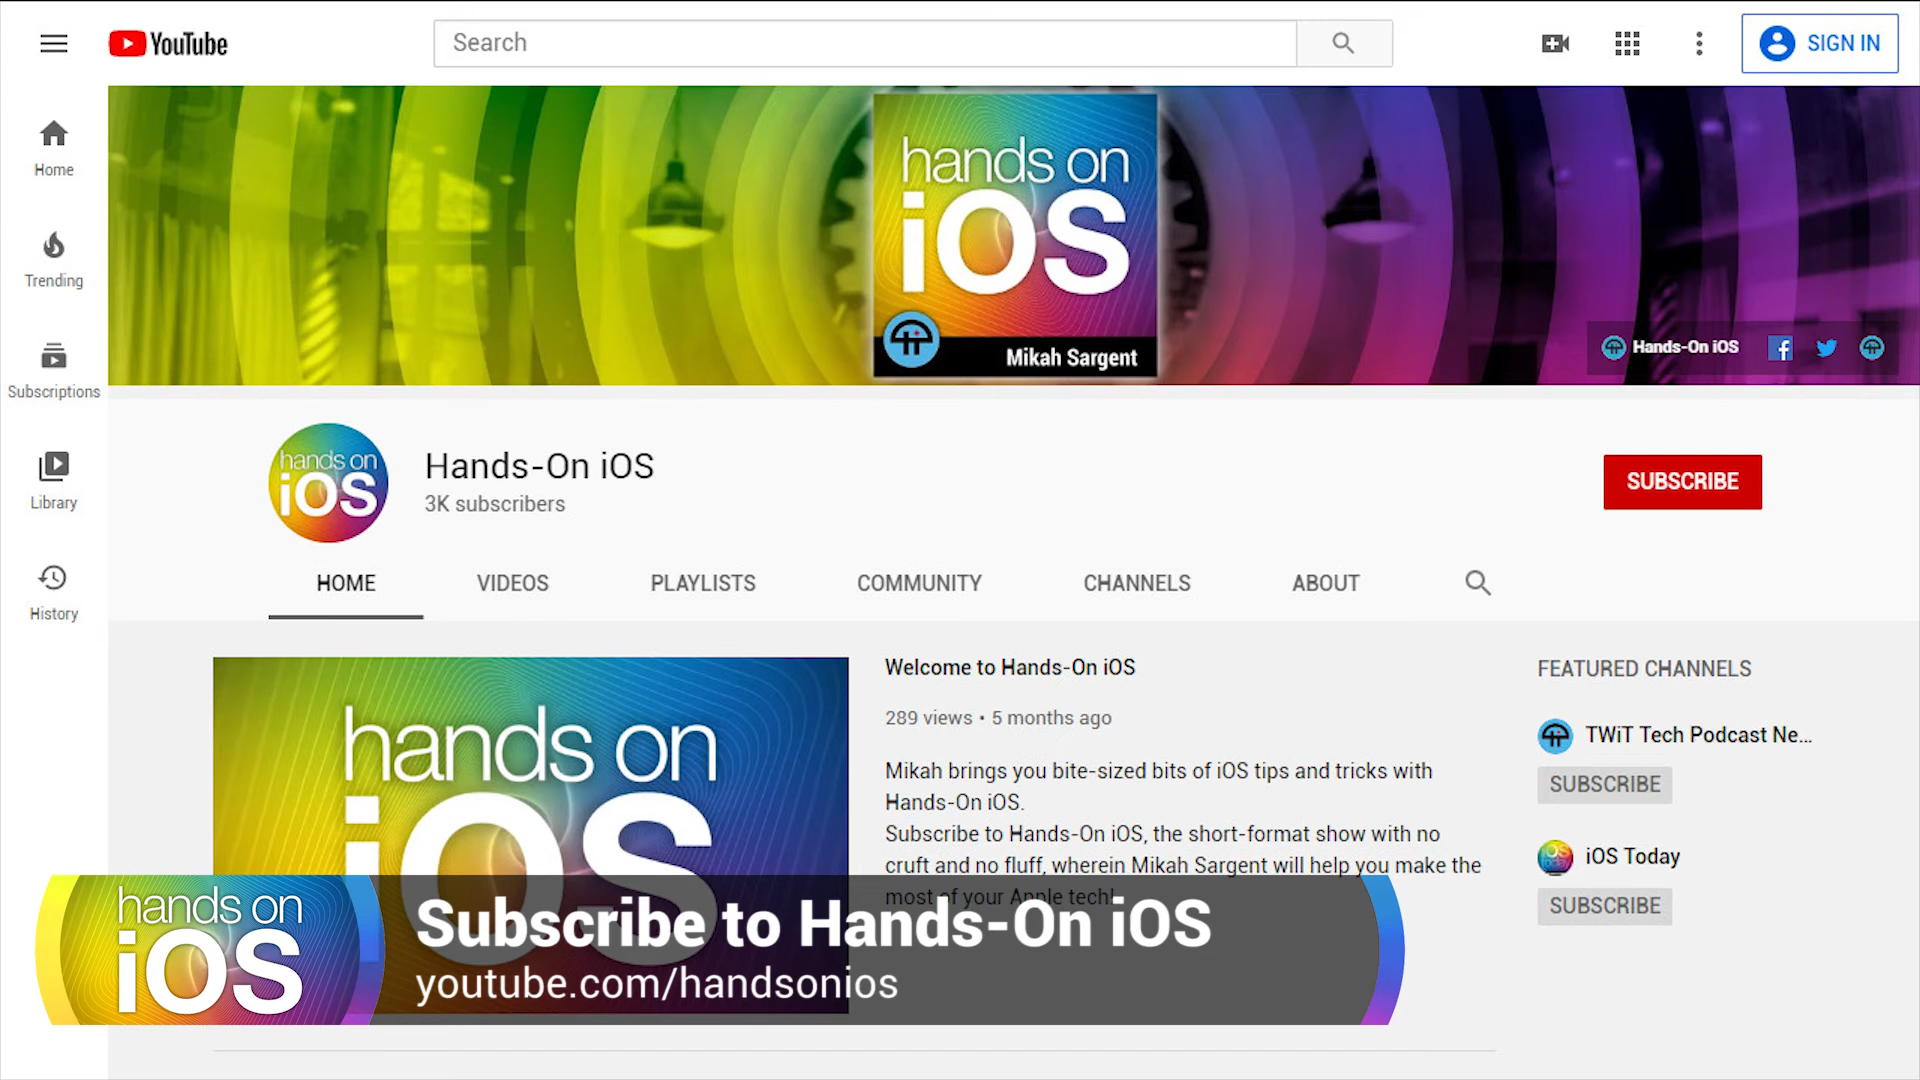 YouTube
Search
SIGN IN
Home
Trending
Subscriptions
Library
History
hands on
iOS
Mikah Sargent
Hands-On iOS
hands on
iOS
Hands-On iOS
3K subscribers
SUBSCRIBE
HOME VIDEOS PLAYLISTS COMMUNITY CHANNELS ABOUT
hands on
iOS
Welcome to Hands-On iOS
289 views • 5 months ago
Mikah brings you bite-sized bits of iOS tips and tricks with
Hands-On iOS.
Subscribe to Hands-On iOS, the short-format show with no
cruft and no fluff, wherein Mikah Sargent will help you make the
most of your Apple tech!
FEATURED CHANNELS
TWiT Tech Podcast Ne...
SUBSCRIBE
iOS Today
SUBSCRIBE
hands on
iOS
Subscribe to Hands-On iOS
youtube.com/handsonios